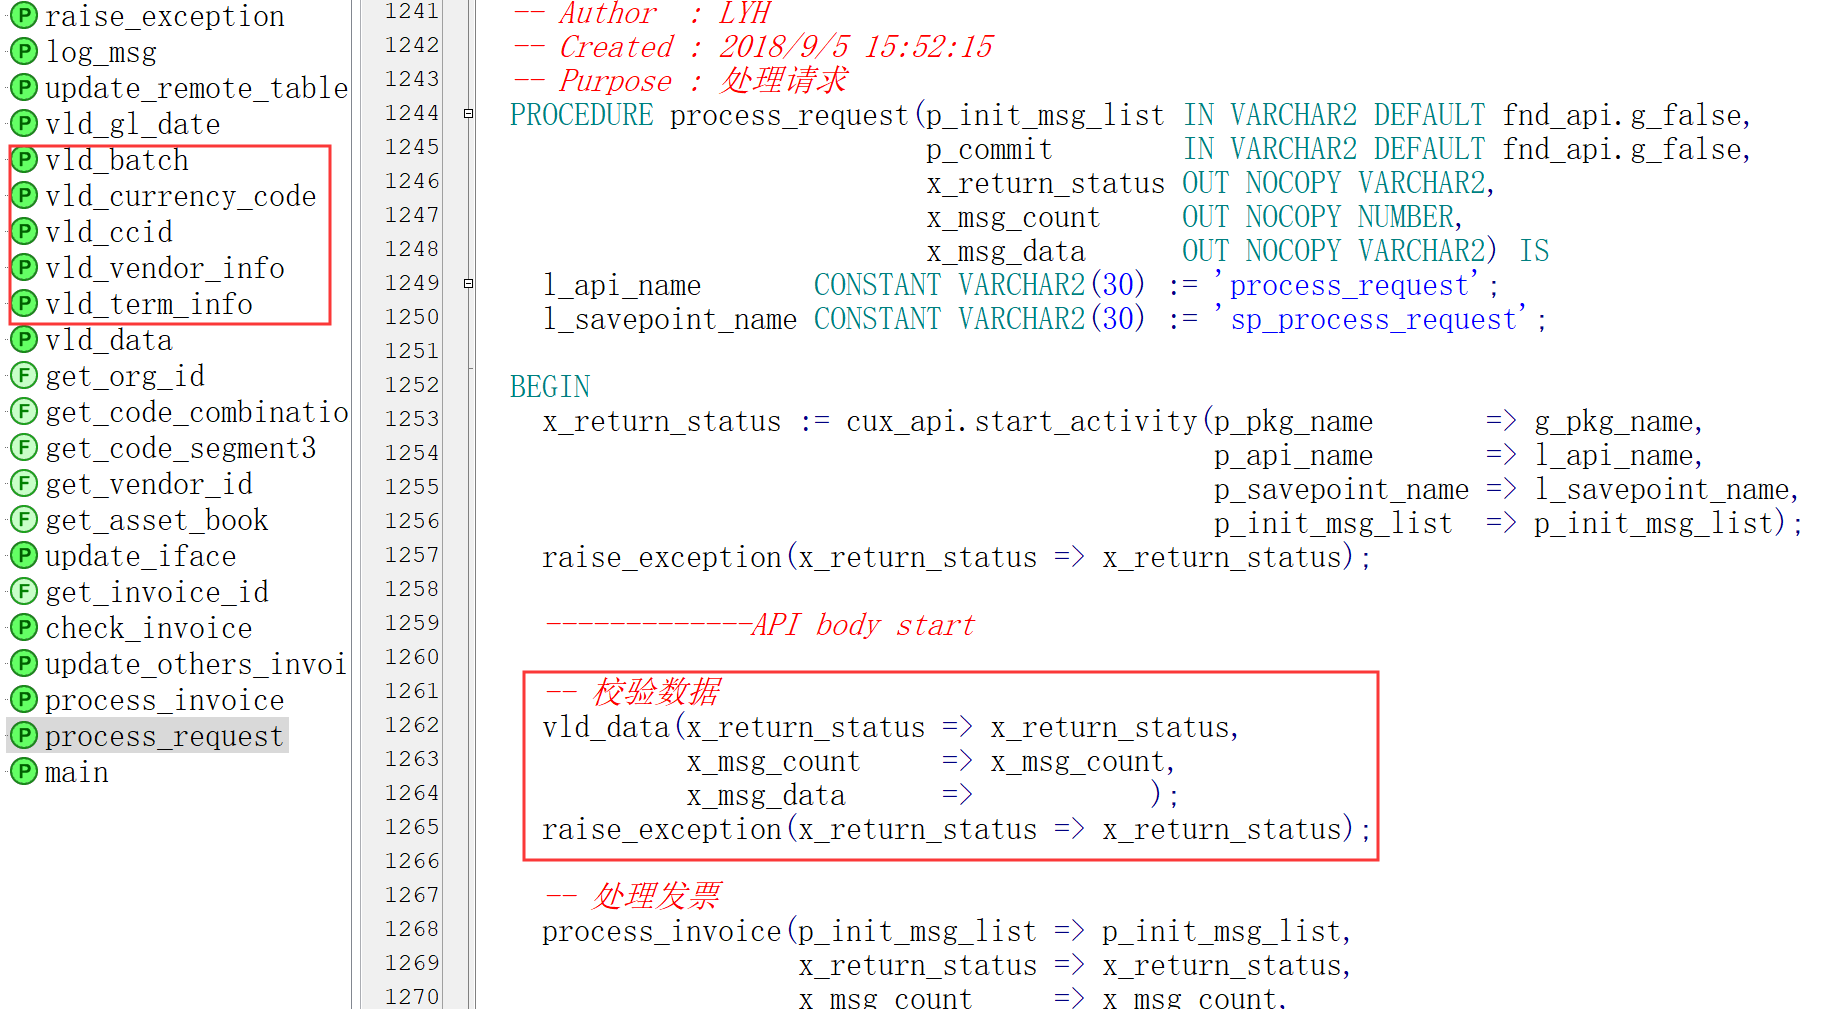 raise_exception
log_msg
update_remote_table
vld_gl_date
vld_batch
vld_currency_code
vld_ccid
vld_vendor_info
vld_term_info
vld_data
get_org_id
get_code_combinatio
get_code_segment3
get_vendor_id
get_asset_book
update_iface
get_invoice_id
check_invoice
update_others_invoi
process_invoice
process_request
main
1241 -- Author  : LYH
1242 -- Created : 2018/9/5 15:52:15
1243 -- Purpose : 处理请求
1244 PROCEDURE process_request(p_init_msg_list IN VARCHAR2 DEFAULT fnd_api.g_false,
1245 p_commit        IN VARCHAR2 DEFAULT fnd_api.g_false,
1246 x_return_status OUT NOCOPY VARCHAR2,
1247 x_msg_count     OUT NOCOPY NUMBER,
1248 x_msg_data      OUT NOCOPY VARCHAR2) IS
1249 l_api_name       CONSTANT VARCHAR2(30) := 'process_request';
1250 l_savepoint_name CONSTANT VARCHAR2(30) := 'sp_process_request';
1251
1252 BEGIN
1253 x_return_status := cux_api.start_activity(p_pkg_name       => g_pkg_name,
1254 p_api_name       => l_api_name,
1255 p_savepoint_name => l_savepoint_name,
1256 p_init_msg_list  => p_init_msg_list);
1257 raise_exception(x_return_status => x_return_status);
1258
1259 -------------API body start
1260
1261 -- 校验数据
1262 vld_data(x_return_status => x_return_status,
1263 x_msg_count     => x_msg_count,
1264 x_msg_data      =>           );
1265 raise_exception(x_return_status => x_return_status);
1266
1267 -- 处理发票
1268 process_invoice(p_init_msg_list => p_init_msg_list,
1269 x_return_status => x_return_status,
1270 x_msg_count     => x_msg_count,